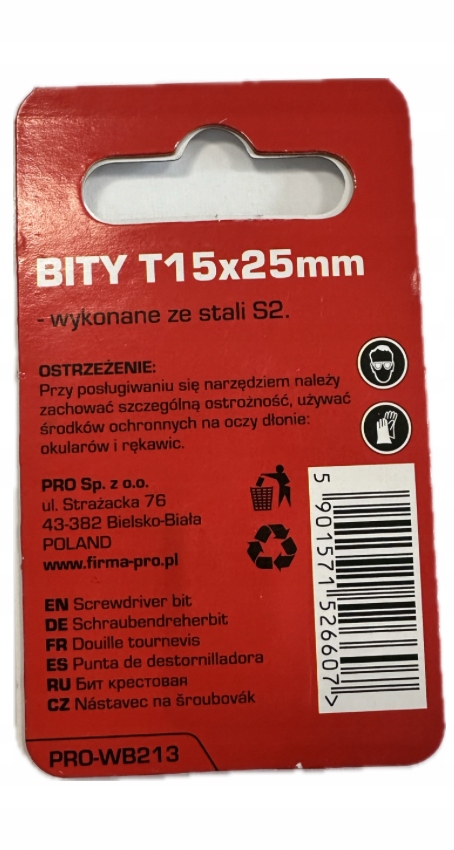 BITY T15x25mm
- wykonane ze stali S2.
OSTRZEŻENIE:
Przy posługiwaniu się narzędziem należy
zachować szczególną ostrożność, używać
środków ochronnych na oczy dłonie:
okularów i rękawic.
PRO Sp. z o.o.
ul. Strażacka 76
43-382 Bielsko-Biała
POLAND
www.firma-pro.pl
EN Screwdriver bit
DE Schraubendreherbit
FR Douille tournevis
ES Punta de destornilladora
RU Бит крестовая
CZ Nástavec na šroubovák
PRO-WB213
5 901571 526607>